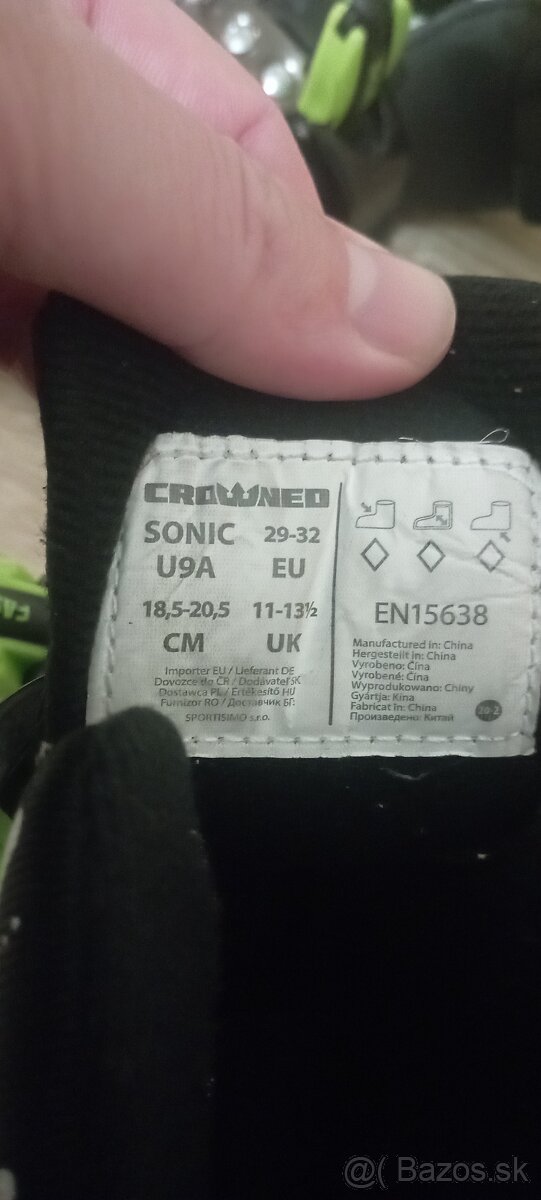 CROWNED
SONIC 29-32
U9A EU
18,5-20,5 11-13½
CM UK
Importer EU / Lieferant DE
Dovozce do ČR / Dodávateľ SK
Dostawca PL / Értékesítő HU
Furnizor RO / Доставчик БГ:
SPORTISIMO s.r.o.
EN15638
Manufactured in: China
Hergestellt in: China
Vyrobeno: Čína
Vyrobené: Čína
Wyprodukowano: Chiny
Gyártja: Kína
Fabricat în: China
Произведено: Китай
@( Bazos.sk